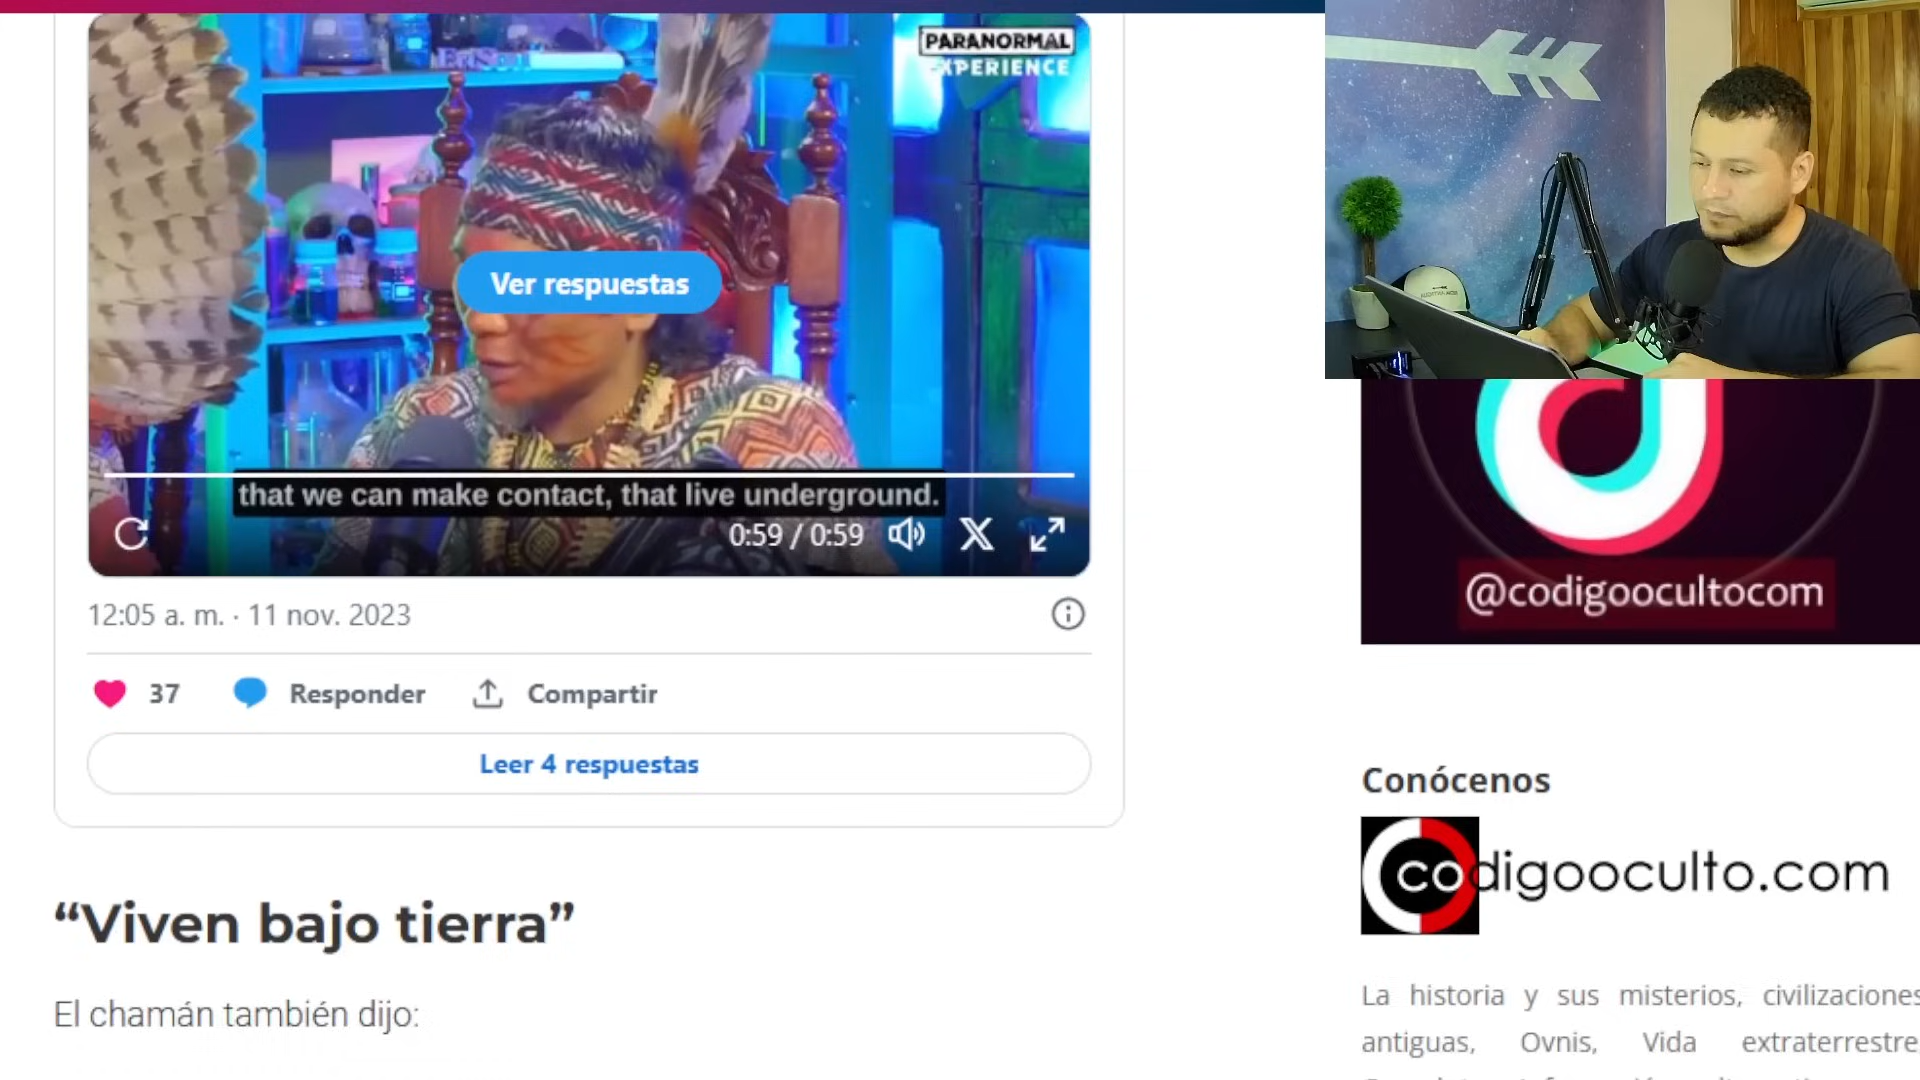 PARANORMAL
EXPERIENCE
Ver respuestas
that we can make contact, that live underground.
0:59 / 0:59
12:05 a. m. · 11 nov. 2023
37
Responder
Compartir
Leer 4 respuestas
“Viven bajo tierra”
El chamán también dijo:
@codigoocultocom
Conócenos
codigooculto.com
La historia y sus misterios, civilizaciones
antiguas, Ovnis, Vida extraterrestre